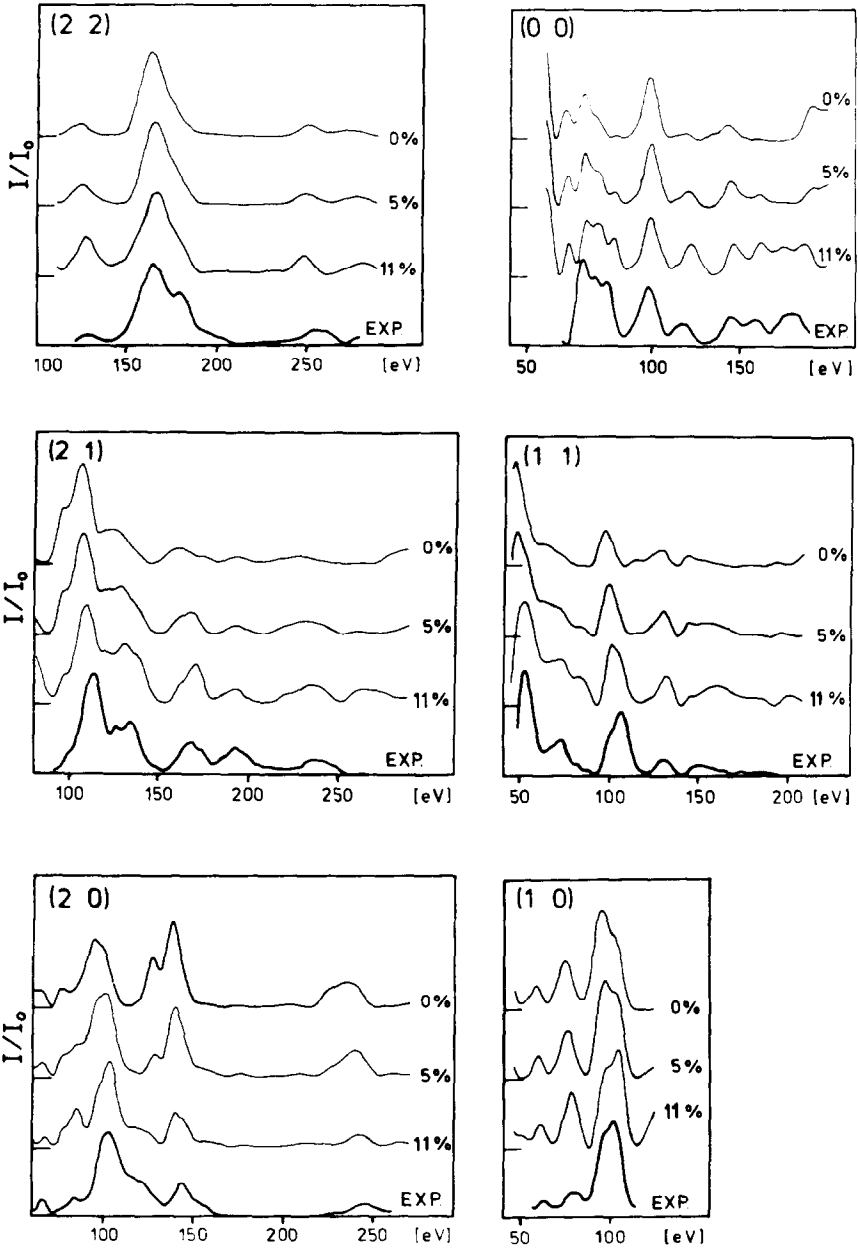 (2 2)
I/I₀
0%
5%
11%
EXP.
100 150 200 250 [eV]
(0 0)
0%
5%
11%
EXP.
50 100 150 [eV]
(2 1)
I/I₀
0%
5%
11%
EXP.
100 150 200 250 [eV]
(1 1)
0%
5%
11%
EXP.
50 100 150 200 [eV]
(2 0)
I/I₀
0%
5%
11%
EXP.
100 150 200 250 [eV]
(1 0)
0%
5%
11%
EXP.
50 100 [eV]